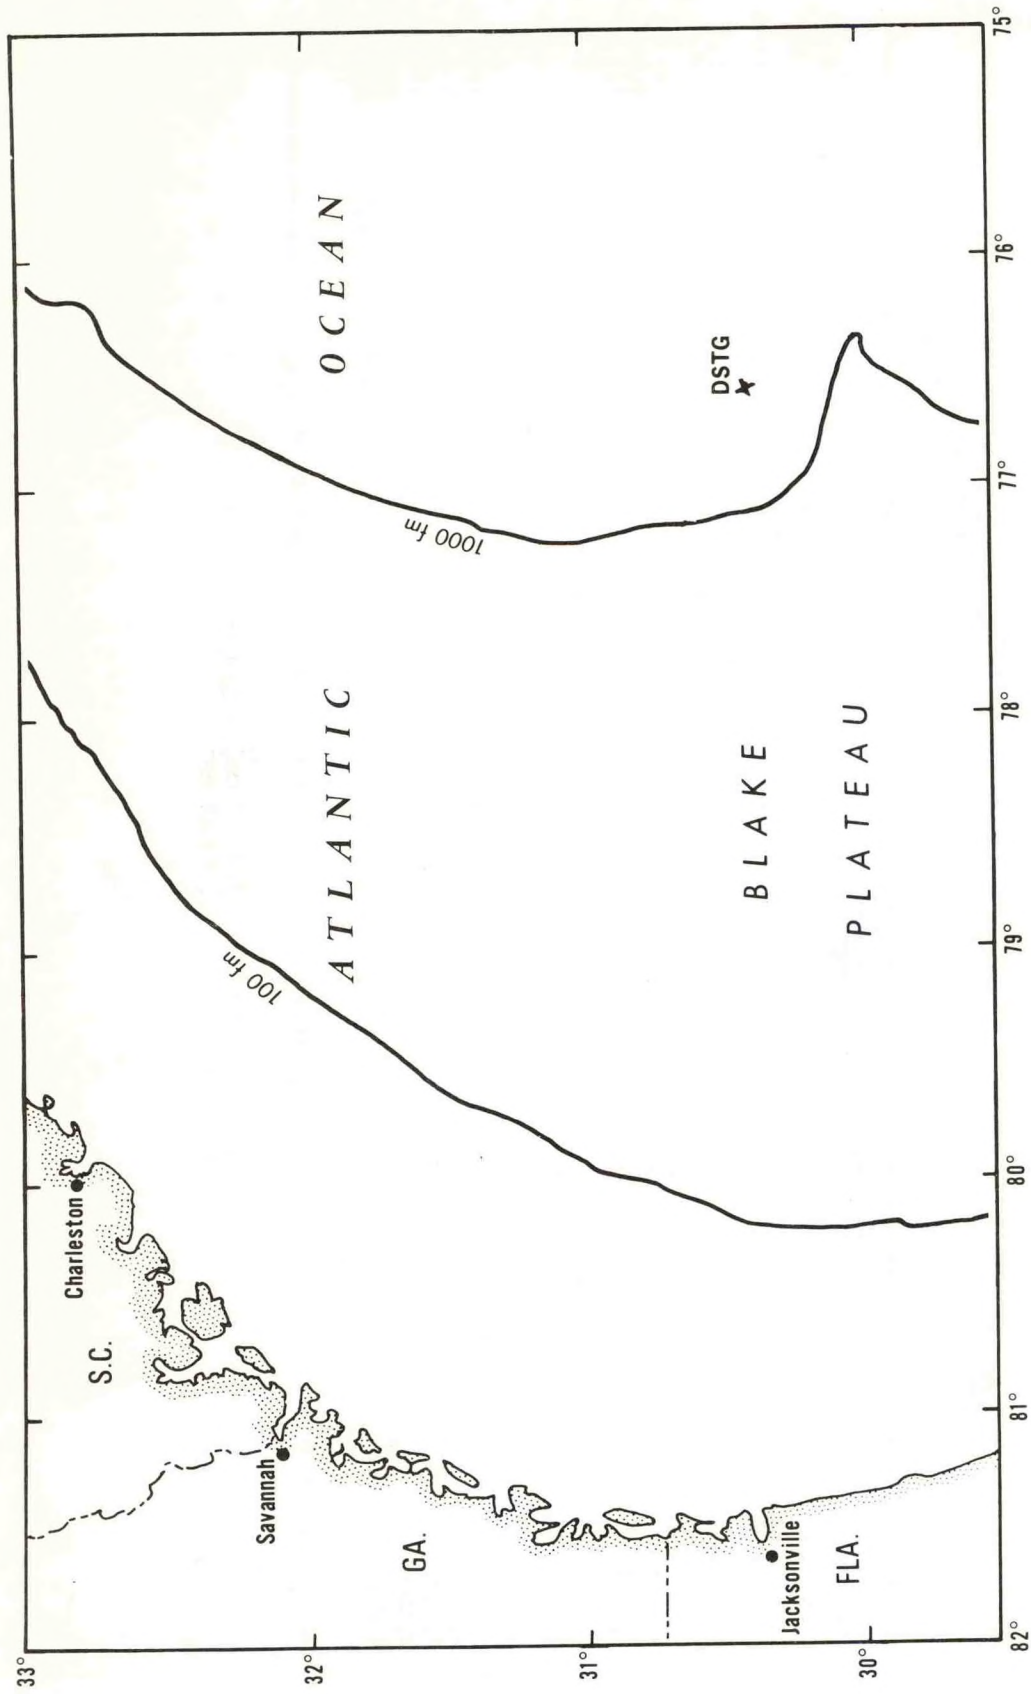 33°
32°
31°
30°
82°
81°
80°
79°
78°
77°
76°
75°
S.C.
Charleston
Savannah
GA.
Jacksonville
FLA.
100 fm
1000 fm
ATLANTIC
OCEAN
BLAKE
PLATEAU
DSTG